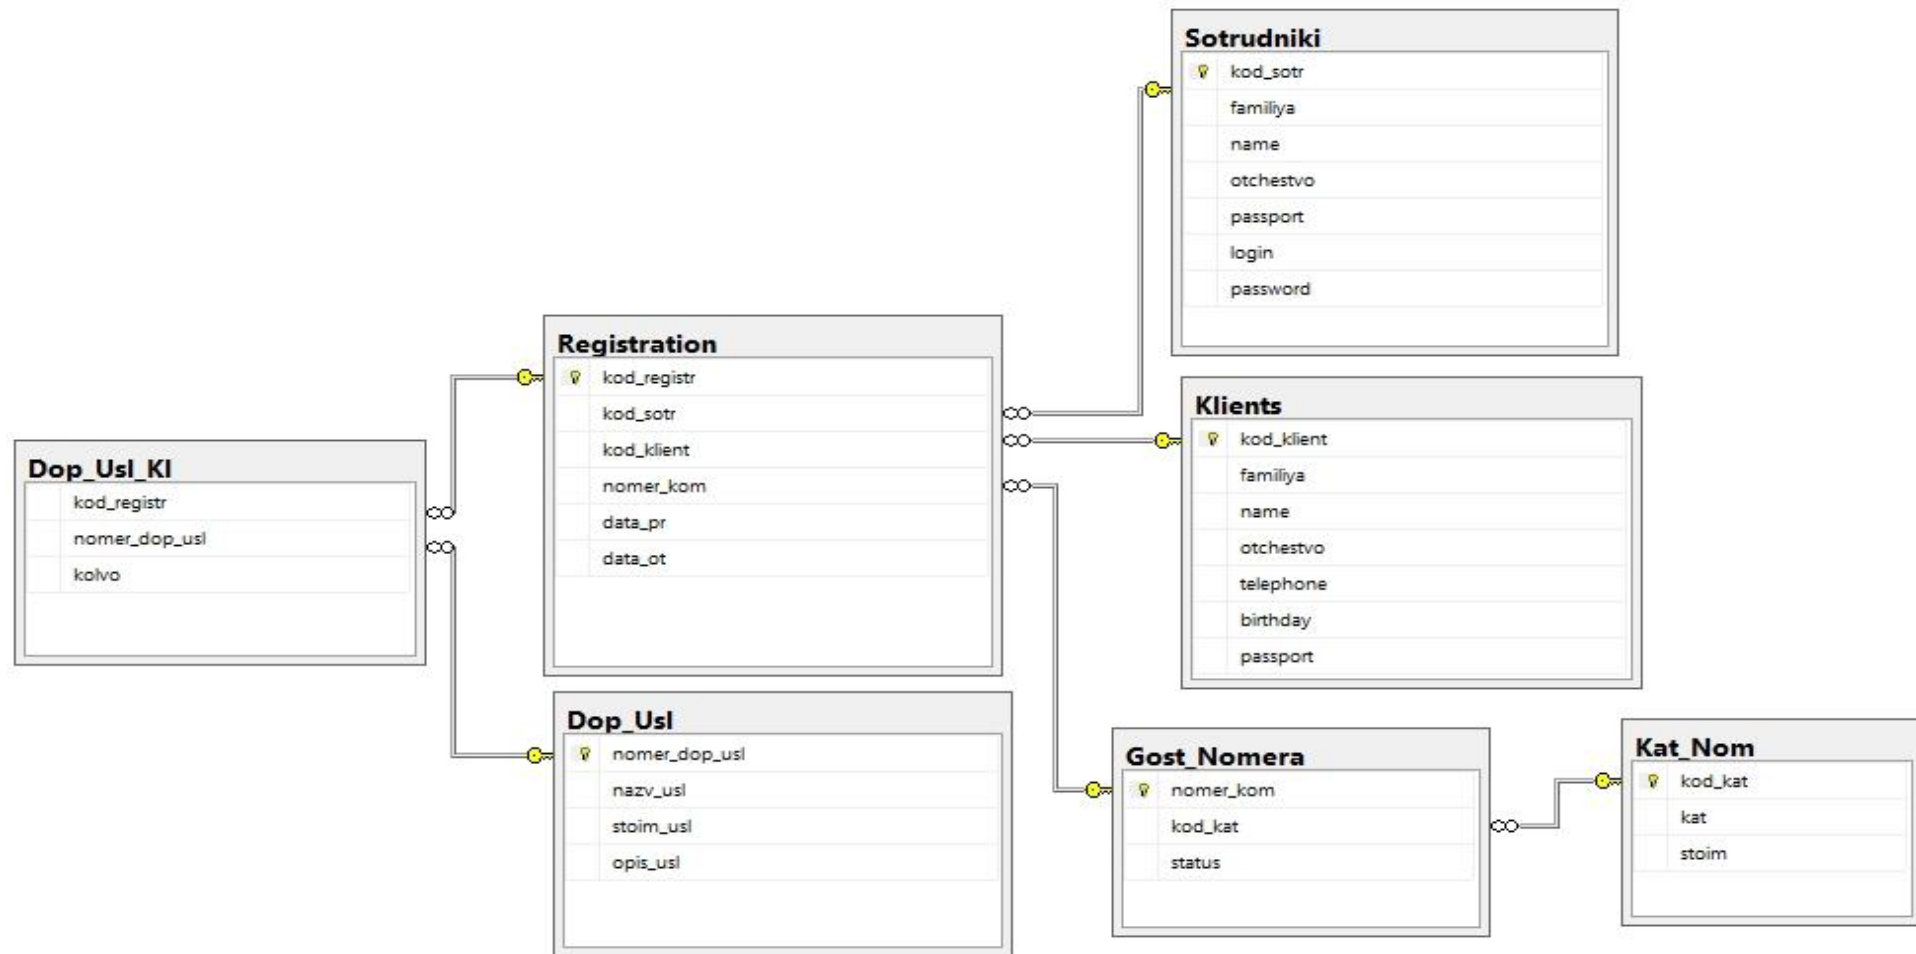 Sotrudniki
kod_sotr
familiya
name
otchestvo
passport
login
password
Registration
kod_registr
kod_sotr
kod_klient
nomer_kom
data_pr
data_ot
Klients
kod_klient
familiya
name
otchestvo
telephone
birthday
passport
Dop_Usl_Kl
kod_registr
nomer_dop_usl
kolvo
Dop_Usl
nomer_dop_usl
nazv_usl
stoim_usl
opis_usl
Gost_Nomera
nomer_kom
kod_kat
status
Kat_Nom
kod_kat
kat
stoim